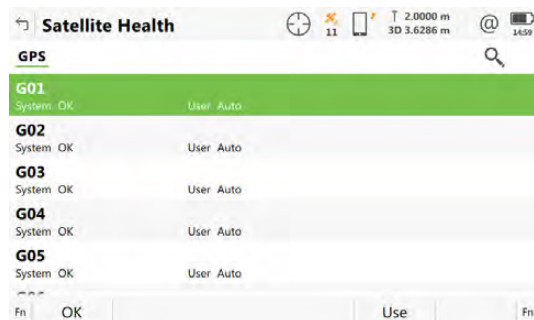 Satellite Health
11
2.0000 m
3D 3.6286 m
@
14:59
GPS
G01
System OK User Auto
G02
System OK User Auto
G03
System OK User Auto
G04
System OK User Auto
G05
System OK User Auto
Fn OK Use Fn